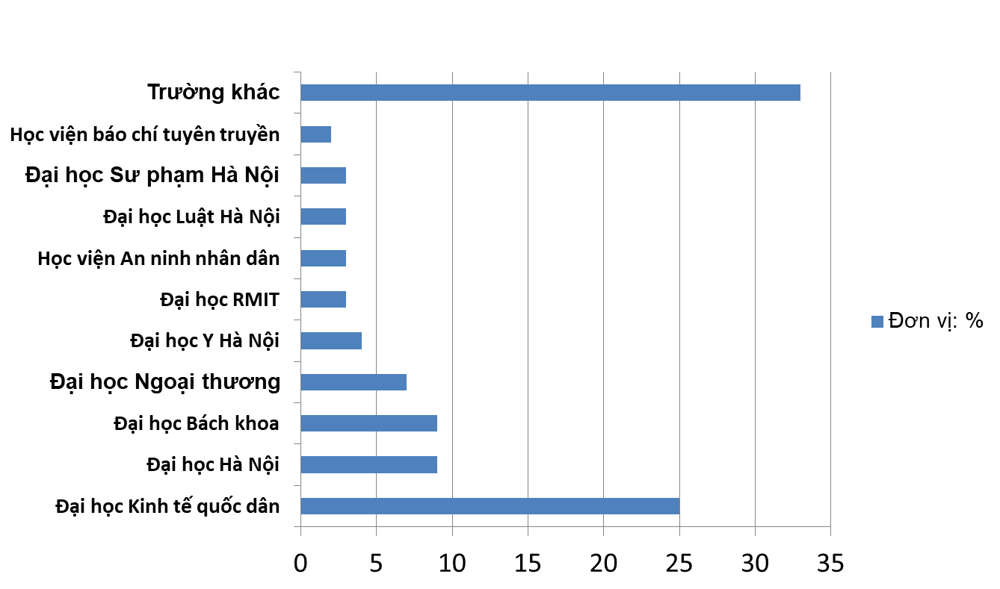 Trường khác
Học viện báo chí tuyên truyền
Đại học Sư phạm Hà Nội
Đại học Luật Hà Nội
Học viện An ninh nhân dân
Đại học RMIT
Đại học Y Hà Nội
Đại học Ngoại thương
Đại học Bách khoa
Đại học Hà Nội
Đại học Kinh tế quốc dân
0 5 10 15 20 25 30 35
Đơn vị: %